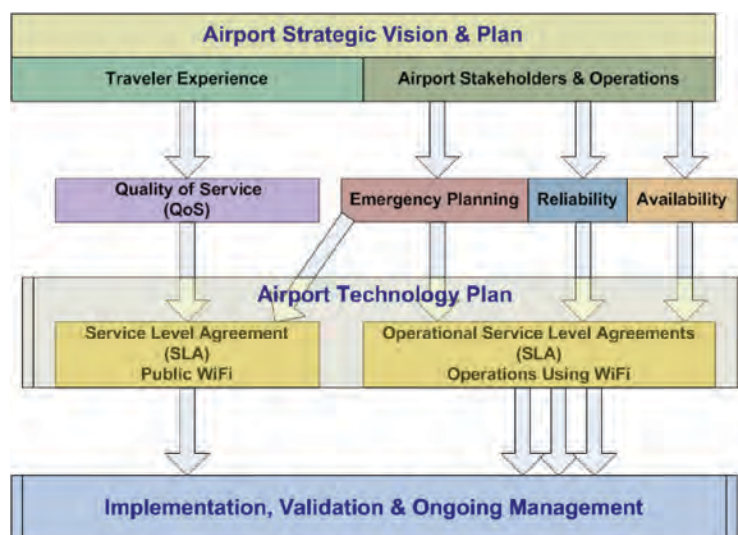 Airport Strategic Vision & Plan
Traveler Experience
Airport Stakeholders & Operations
Quality of Service
(QoS)
Emergency Planning
Reliability
Availability
Airport Technology Plan
Service Level Agreement
(SLA)
Public WiFi
Operational Service Level Agreements
(SLA)
Operations Using WiFi
Implementation, Validation & Ongoing Management